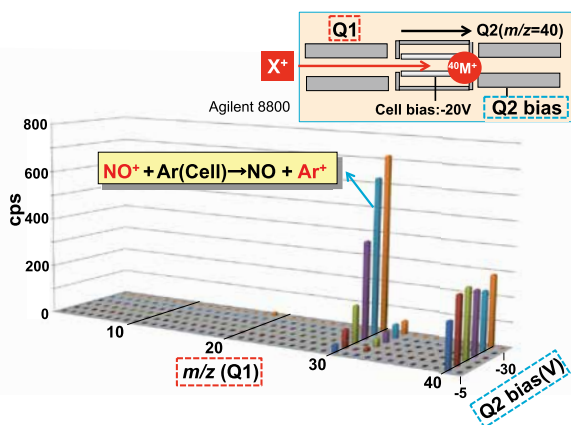 Q1
Q2(m/z=40)
X⁺
⁴⁰M⁺
Agilent 8800
Cell bias:-20V
Q2 bias
800
600
400
200
0
cps
NO⁺ + Ar(Cell)→NO + Ar⁺
10
20
30
40
m/z (Q1)
-5
-30
Q2 bias(V)